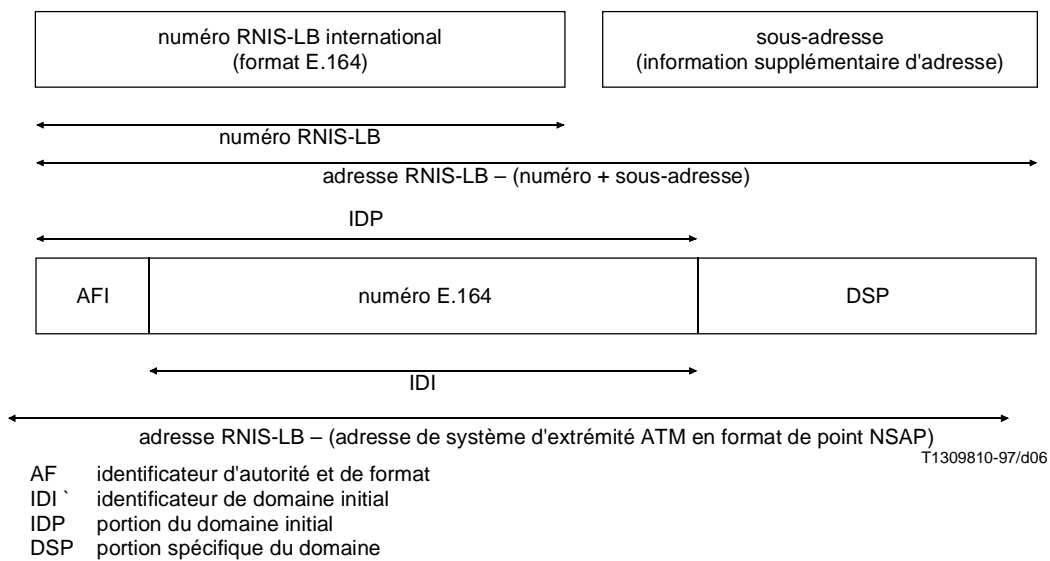 numéro RNIS-LB international
(format E.164)
sous-adresse
(information supplémentaire d'adresse)
numéro RNIS-LB
adresse RNIS-LB – (numéro + sous-adresse)
IDP
AFI
numéro E.164
DSP
IDI
adresse RNIS-LB – (adresse de système d'extrémité ATM en format de point NSAP)
T1309810-97/d06
AF identificateur d'autorité et de format
IDI ` identificateur de domaine initial
IDP portion du domaine initial
DSP portion spécifique du domaine